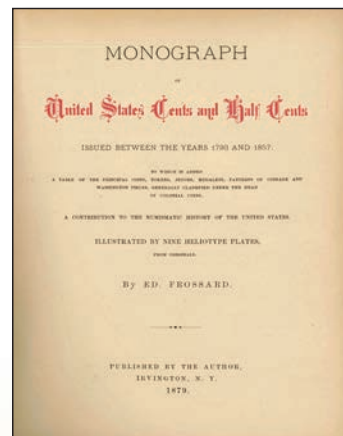 MONOGRAPH
OF
United States Cents and Half Cents
ISSUED BETWEEN THE YEARS 1793 AND 1857:
TO WHICH IS ADDED
A TABLE OF THE PRINCIPAL COINS, TOKENS, JETONS, MEDALETS, PATTERNS OF COINAGE AND
WASHINGTON PIECES, GENERALLY CLASSIFIED UNDER THE HEAD
OF COLONIAL COINS.
A CONTRIBUTION TO THE NUMISMATIC HISTORY OF THE UNITED STATES.
ILLUSTRATED BY NINE HELIOTYPE PLATES,
FROM ORIGINALS.
BY ED. FROSSARD.
PUBLISHED BY THE AUTHOR,
IRVINGTON, N. Y.
1879.